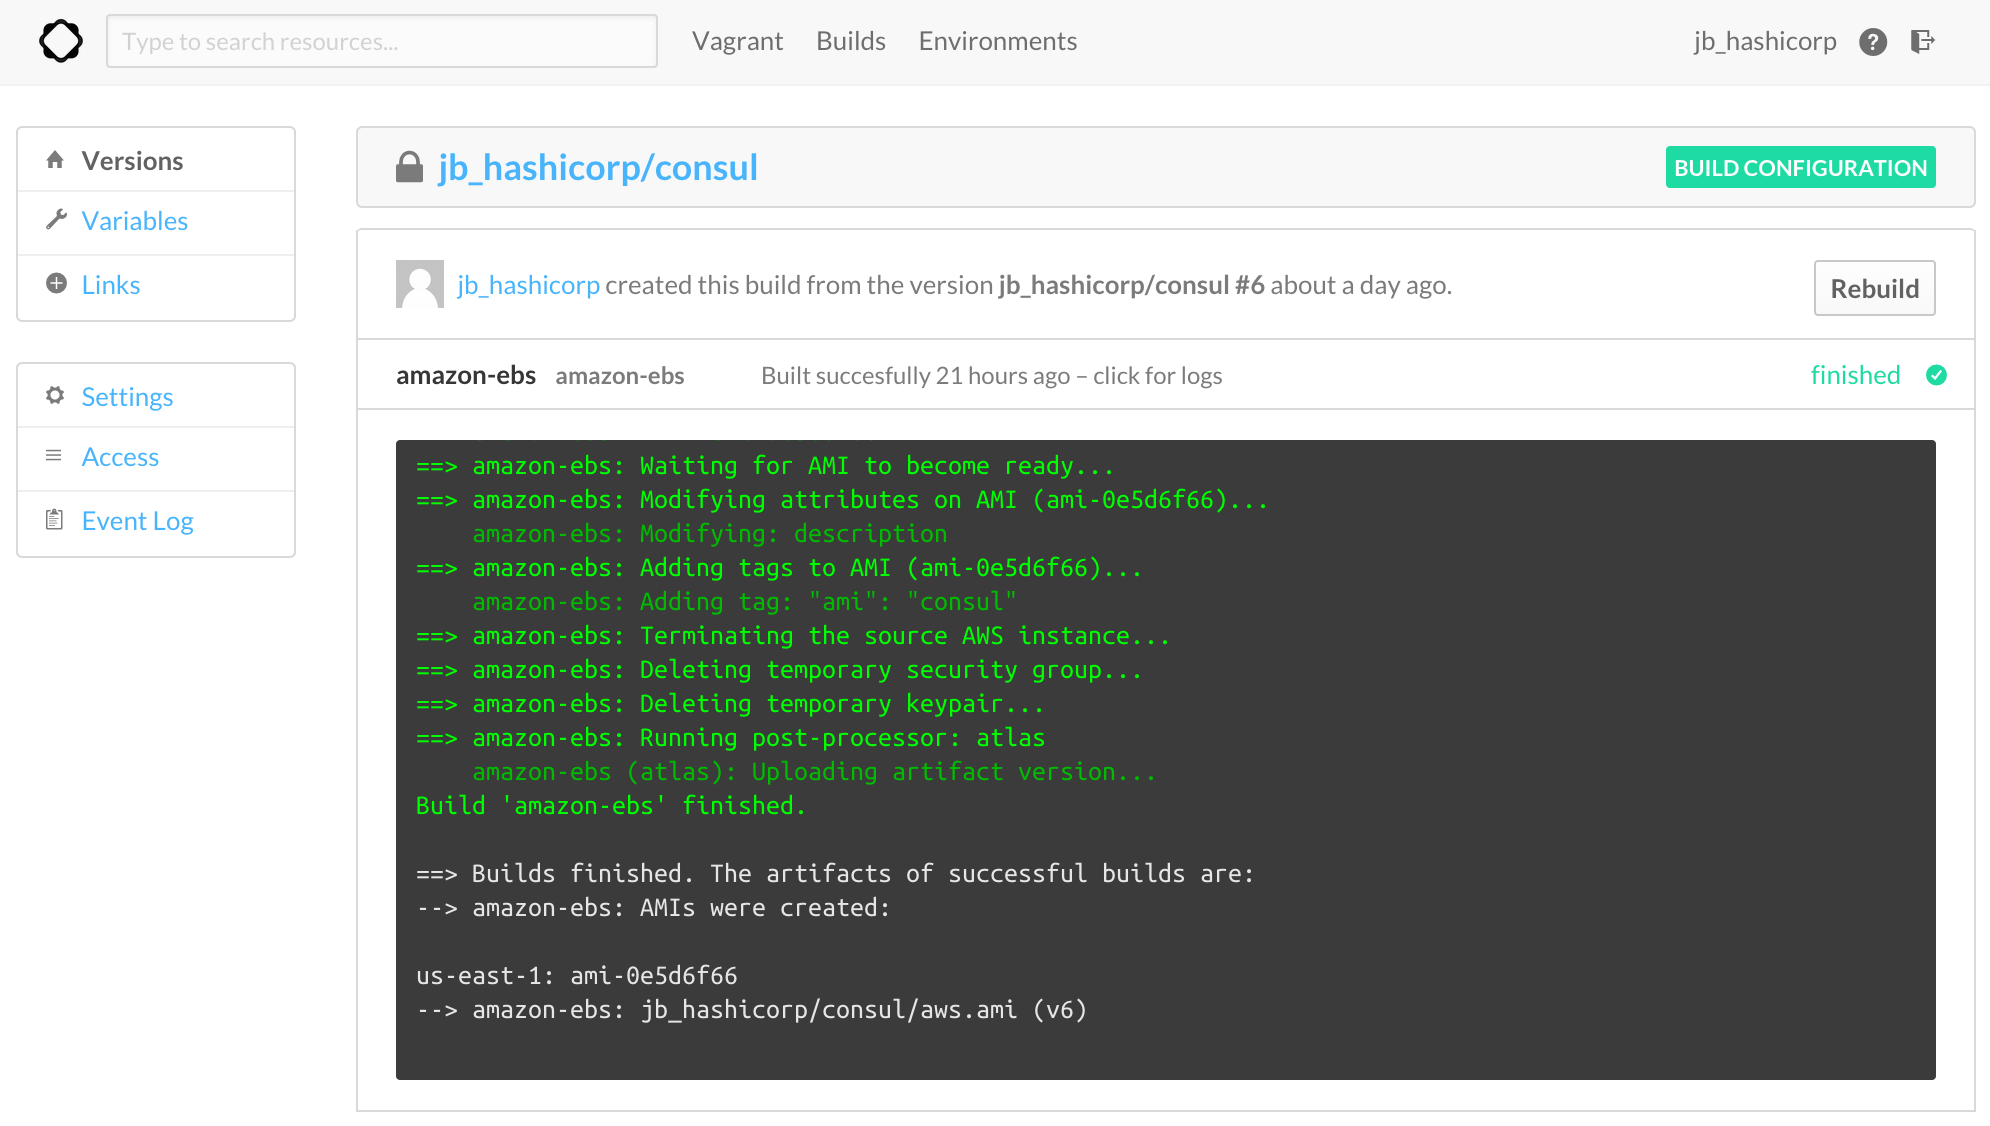 Type to search resources...
Vagrant Builds Environments
jb_hashicorp ?
Versions
Variables
Links
Settings
Access
Event Log
jb_hashicorp/consul
BUILD CONFIGURATION
jb_hashicorp created this build from the version jb_hashicorp/consul #6 about a day ago.
Rebuild
amazon-ebs amazon-ebs Built succesfully 21 hours ago – click for logs finished
==> amazon-ebs: Waiting for AMI to become ready...
==> amazon-ebs: Modifying attributes on AMI (ami-0e5d6f66)...
    amazon-ebs: Modifying: description
==> amazon-ebs: Adding tags to AMI (ami-0e5d6f66)...
    amazon-ebs: Adding tag: "ami": "consul"
==> amazon-ebs: Terminating the source AWS instance...
==> amazon-ebs: Deleting temporary security group...
==> amazon-ebs: Deleting temporary keypair...
==> amazon-ebs: Running post-processor: atlas
    amazon-ebs (atlas): Uploading artifact version...
Build 'amazon-ebs' finished.
==> Builds finished. The artifacts of successful builds are:
--> amazon-ebs: AMIs were created:
us-east-1: ami-0e5d6f66
--> amazon-ebs: jb_hashicorp/consul/aws.ami (v6)